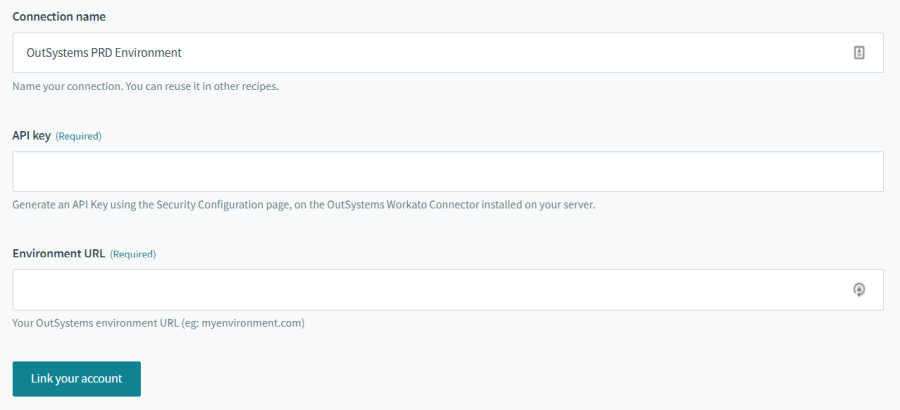 Connection name
OutSystems PRD Environment
Name your connection. You can reuse it in other recipes.
API key (Required)
Generate an API Key using the Security Configuration page, on the OutSystems Workato Connector installed on your server.
Environment URL (Required)
Your OutSystems environment URL (eg: myenvironment.com)
Link your account